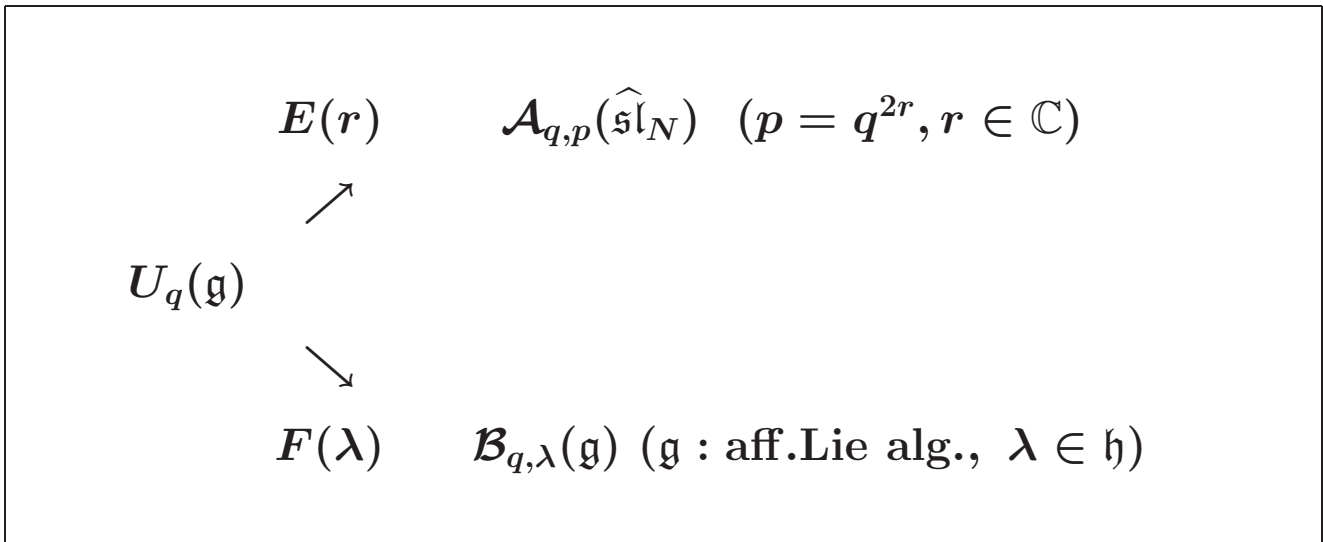 E(r) 𝒜_{q,p}(\widehat{𝔰𝔩}_N) (p = q^{2r}, r ∈ ℂ)
↗
U_q(𝔤)
↘
F(λ) ℬ_{q,λ}(𝔤) (𝔤 : aff.Lie alg., λ ∈ 𝔥)